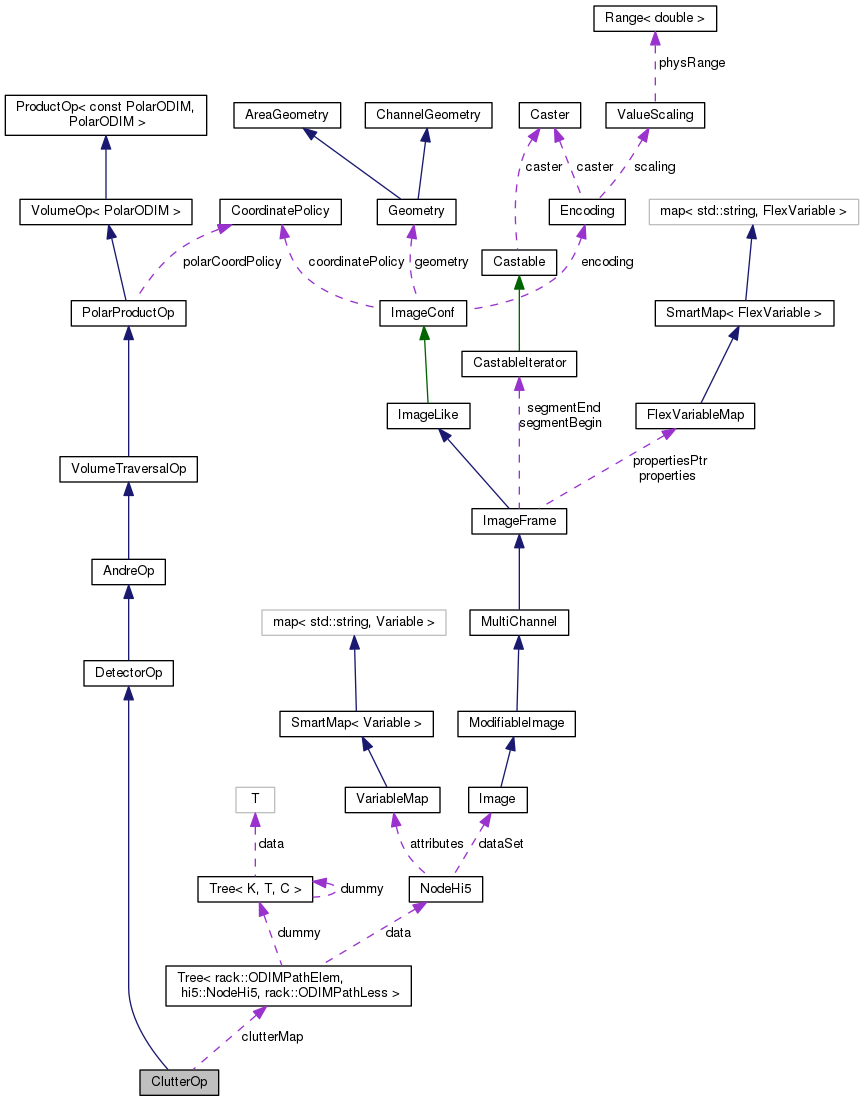 Range< double >
physRange
ProductOp< const PolarODIM,
PolarODIM >
AreaGeometry
ChannelGeometry
Caster
ValueScaling
caster
caster
scaling
VolumeOp< PolarODIM >
CoordinatePolicy
Geometry
Encoding
map< std::string, FlexVariable >
polarCoordPolicy
coordinatePolicy
geometry
Castable
encoding
PolarProductOp
ImageConf
SmartMap< FlexVariable >
CastableIterator
ImageLike
segmentEnd
segmentBegin
FlexVariableMap
VolumeTraversalOp
propertiesPtr
properties
ImageFrame
AndreOp
map< std::string, Variable >
MultiChannel
DetectorOp
SmartMap< Variable >
ModifiableImage
T
VariableMap
Image
data
attributes
dataSet
Tree< K, T, C >
dummy
NodeHi5
dummy
data
Tree< rack::ODIMPathElem,
hi5::NodeHi5, rack::ODIMPathLess >
clutterMap
ClutterOp